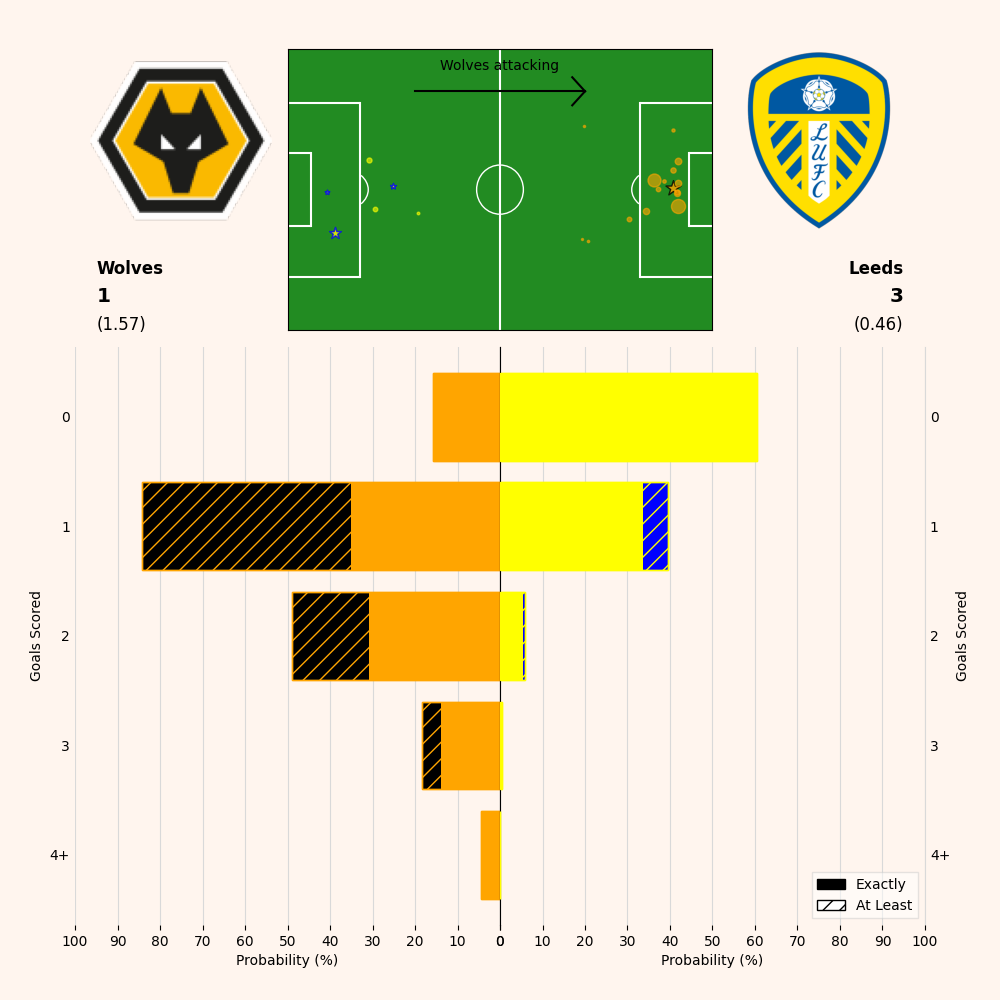 Wolves attacking
LUFC
Wolves
1
(1.57)
Leeds
3
(0.46)
0
1
2
3
4+
Goals Scored
0
1
2
3
4+
Goals Scored
Exactly
At Least
100 90 80 70 60 50 40 30 20 10 0
0 10 20 30 40 50 60 70 80 90 100
Probability (%)
Probability (%)